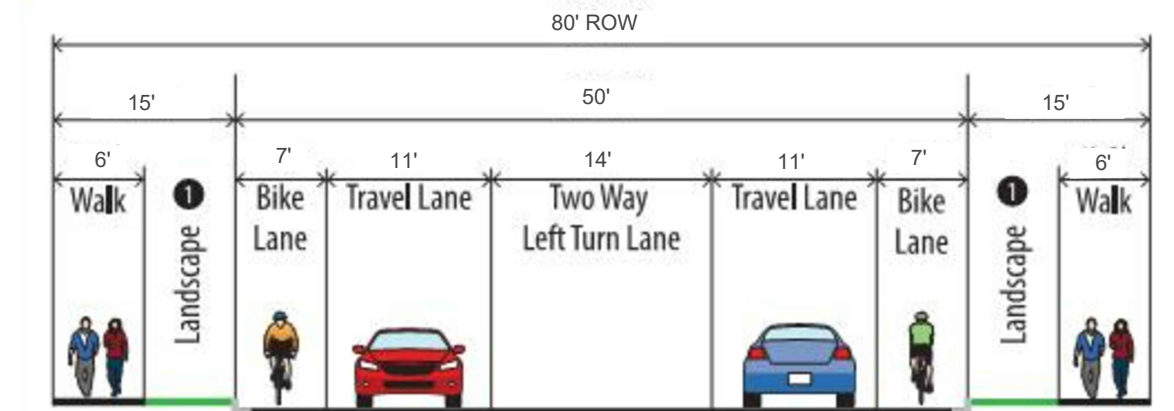 80' ROW
15'
50'
15'
6'
7'
11'
14'
11'
7'
6'
Walk
1
Landscape
Bike
Lane
Travel Lane
Two Way
Left Turn Lane
Travel Lane
Bike
Lane
1
Landscape
Walk